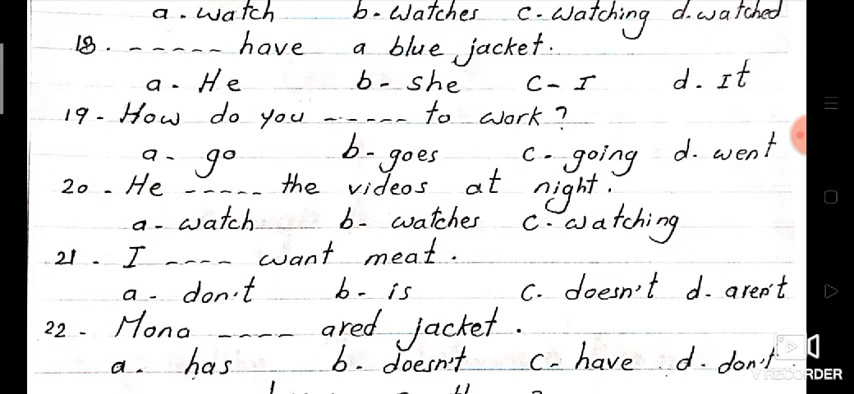 a. watch b- watches c- watching d. watched
18. ----- have a blue jacket.
a- He b- she c- I d. It
19- How do you ----- to work?
a- go b- goes c- going d. went
20- He ----- the videos at night.
a- watch b- watches c- watching
21. I ---- want meat.
a- don't b- is c. doesn't d- aren't
22- Mona ---- ared jacket.
a. has b. doesn't c- have d. don't
RECORDER